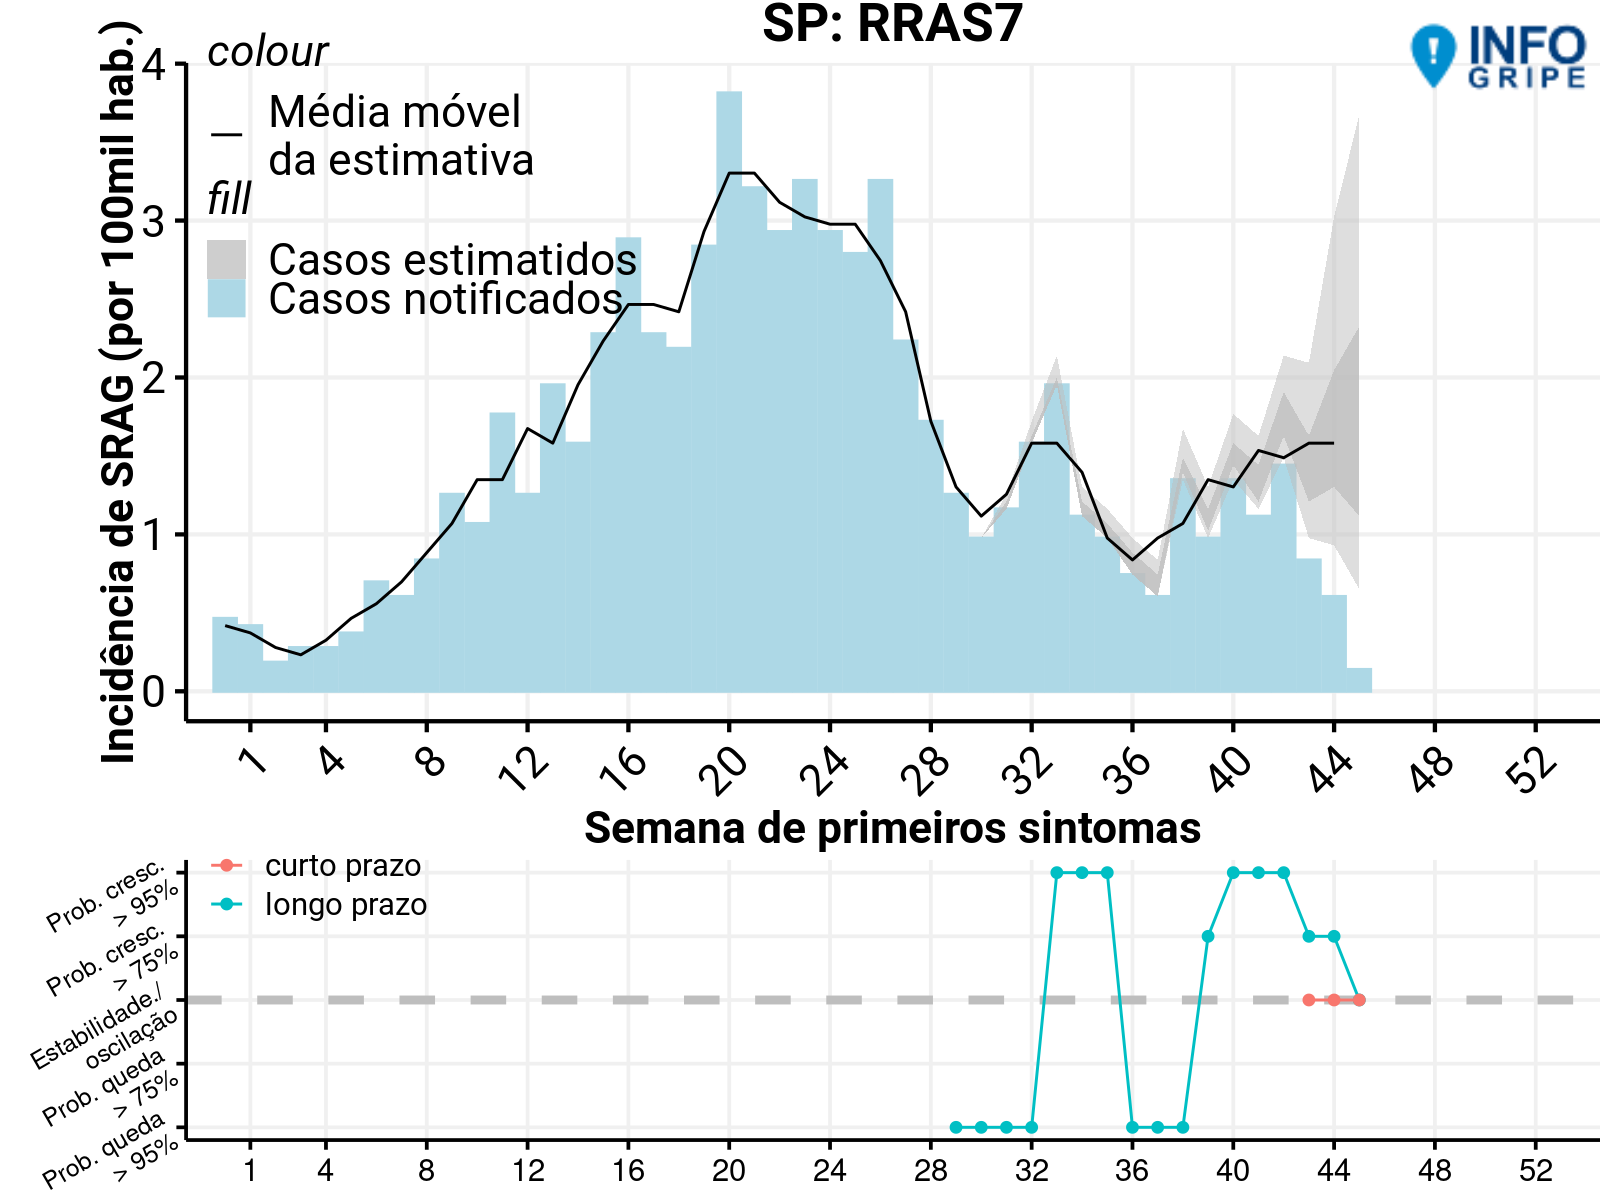 SP: RRAS7
INFO
GRIPE
Incidência de SRAG (por 100mil hab.)
4
3
2
1
0
colour
Média móvel
da estimativa
fill
Casos estimatidos
Casos notificados
1 4 8 12 16 20 24 28 32 36 40 44 48 52
Semana de primeiros sintomas
Prob. cresc.
> 95%
Prob. cresc.
> 75%
Estabilidade./
oscilação
Prob. queda
> 75%
Prob. queda
> 95%
curto prazo
longo prazo
1 4 8 12 16 20 24 28 32 36 40 44 48 52